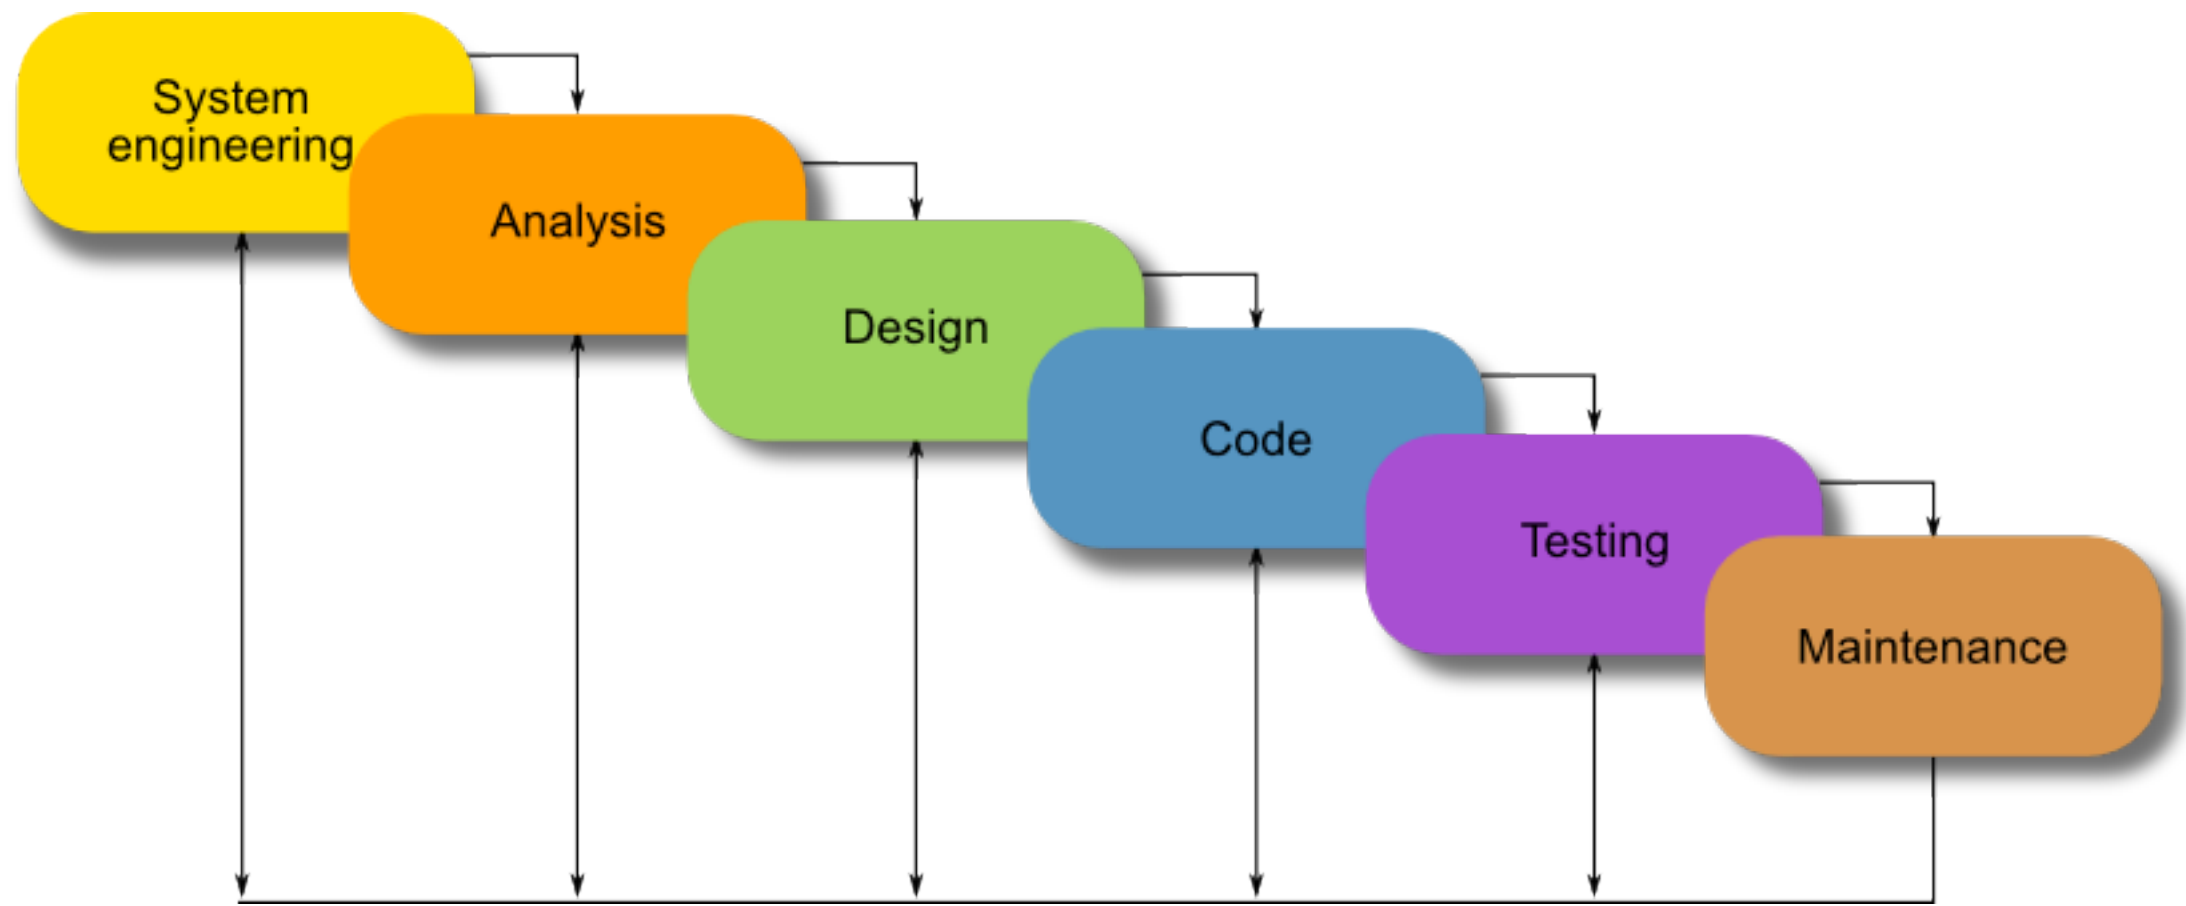 System
engineering
Analysis
Design
Code
Testing
Maintenance